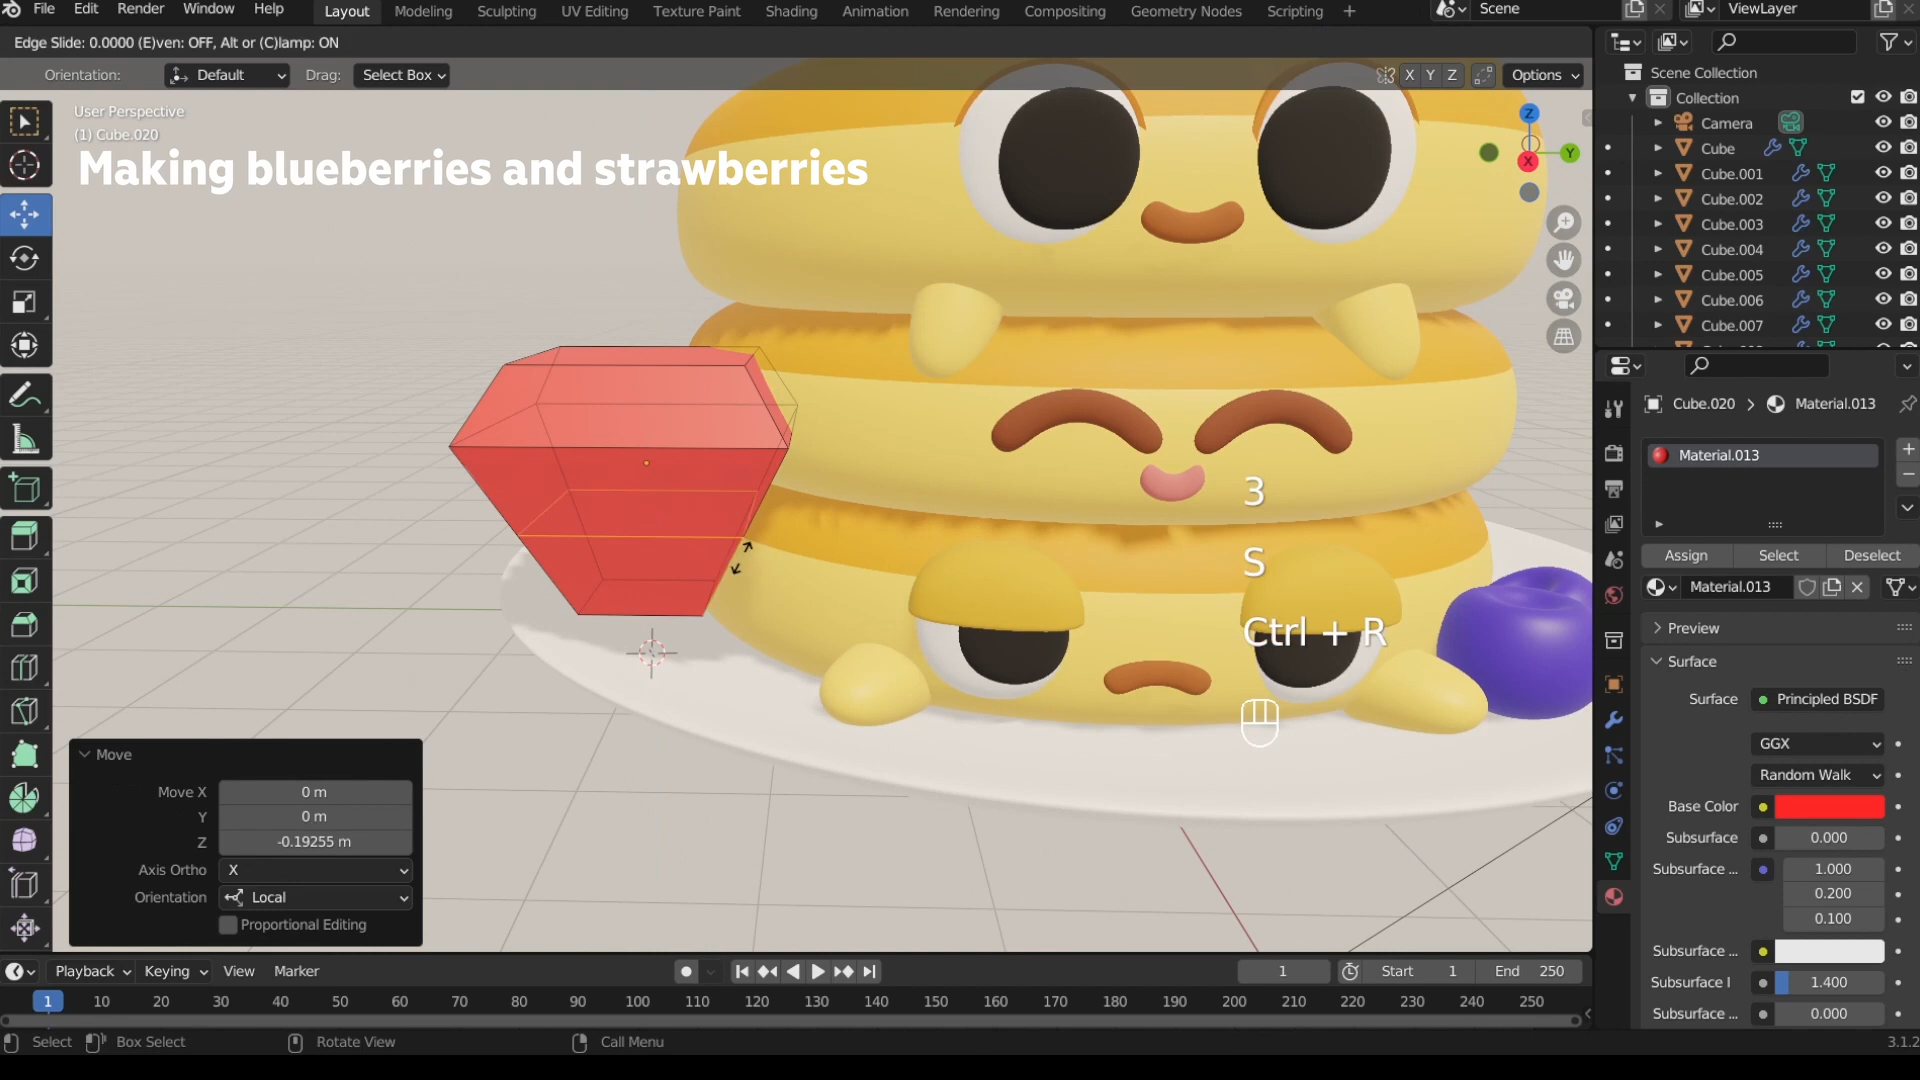 File Edit Render Window Help Layout Modeling Sculpting UV Editing Texture Paint Shading Animation Rendering Compositing Geometry Nodes Scripting + Scene ViewLayer
Edge Slide: 0.0000 (E)ven: OFF, Alt or (C)lamp: ON
Orientation: Default Drag: Select Box X Y Z Options
Scene Collection
Collection
Camera
Cube
Cube.001
Cube.002
Cube.003
Cube.004
Cube.005
Cube.006
Cube.007
User Perspective
(1) Cube.020
Making blueberries and strawberries
Z
Y
X
3
S
Ctrl + R
Cube.020 > Material.013
Material.013
Assign Select Deselect
Material.013
Preview
Surface
Surface Principled BSDF
GGX
Random Walk
Base Color
Subsurface 0.000
Subsurface ... 1.000
0.200
0.100
Subsurface ...
Subsurface I 1.400
Subsurface ... 0.000
Move
Move X 0 m
Y 0 m
Z -0.19255 m
Axis Ortho X
Orientation Local
Proportional Editing
Playback Keying View Marker 1 Start 1 End 250
1 10 20 30 40 50 60 70 80 90 100 110 120 130 140 150 160 170 180 190 200 210 220 230 240 250
Select Box Select Rotate View Call Menu 3.1.2